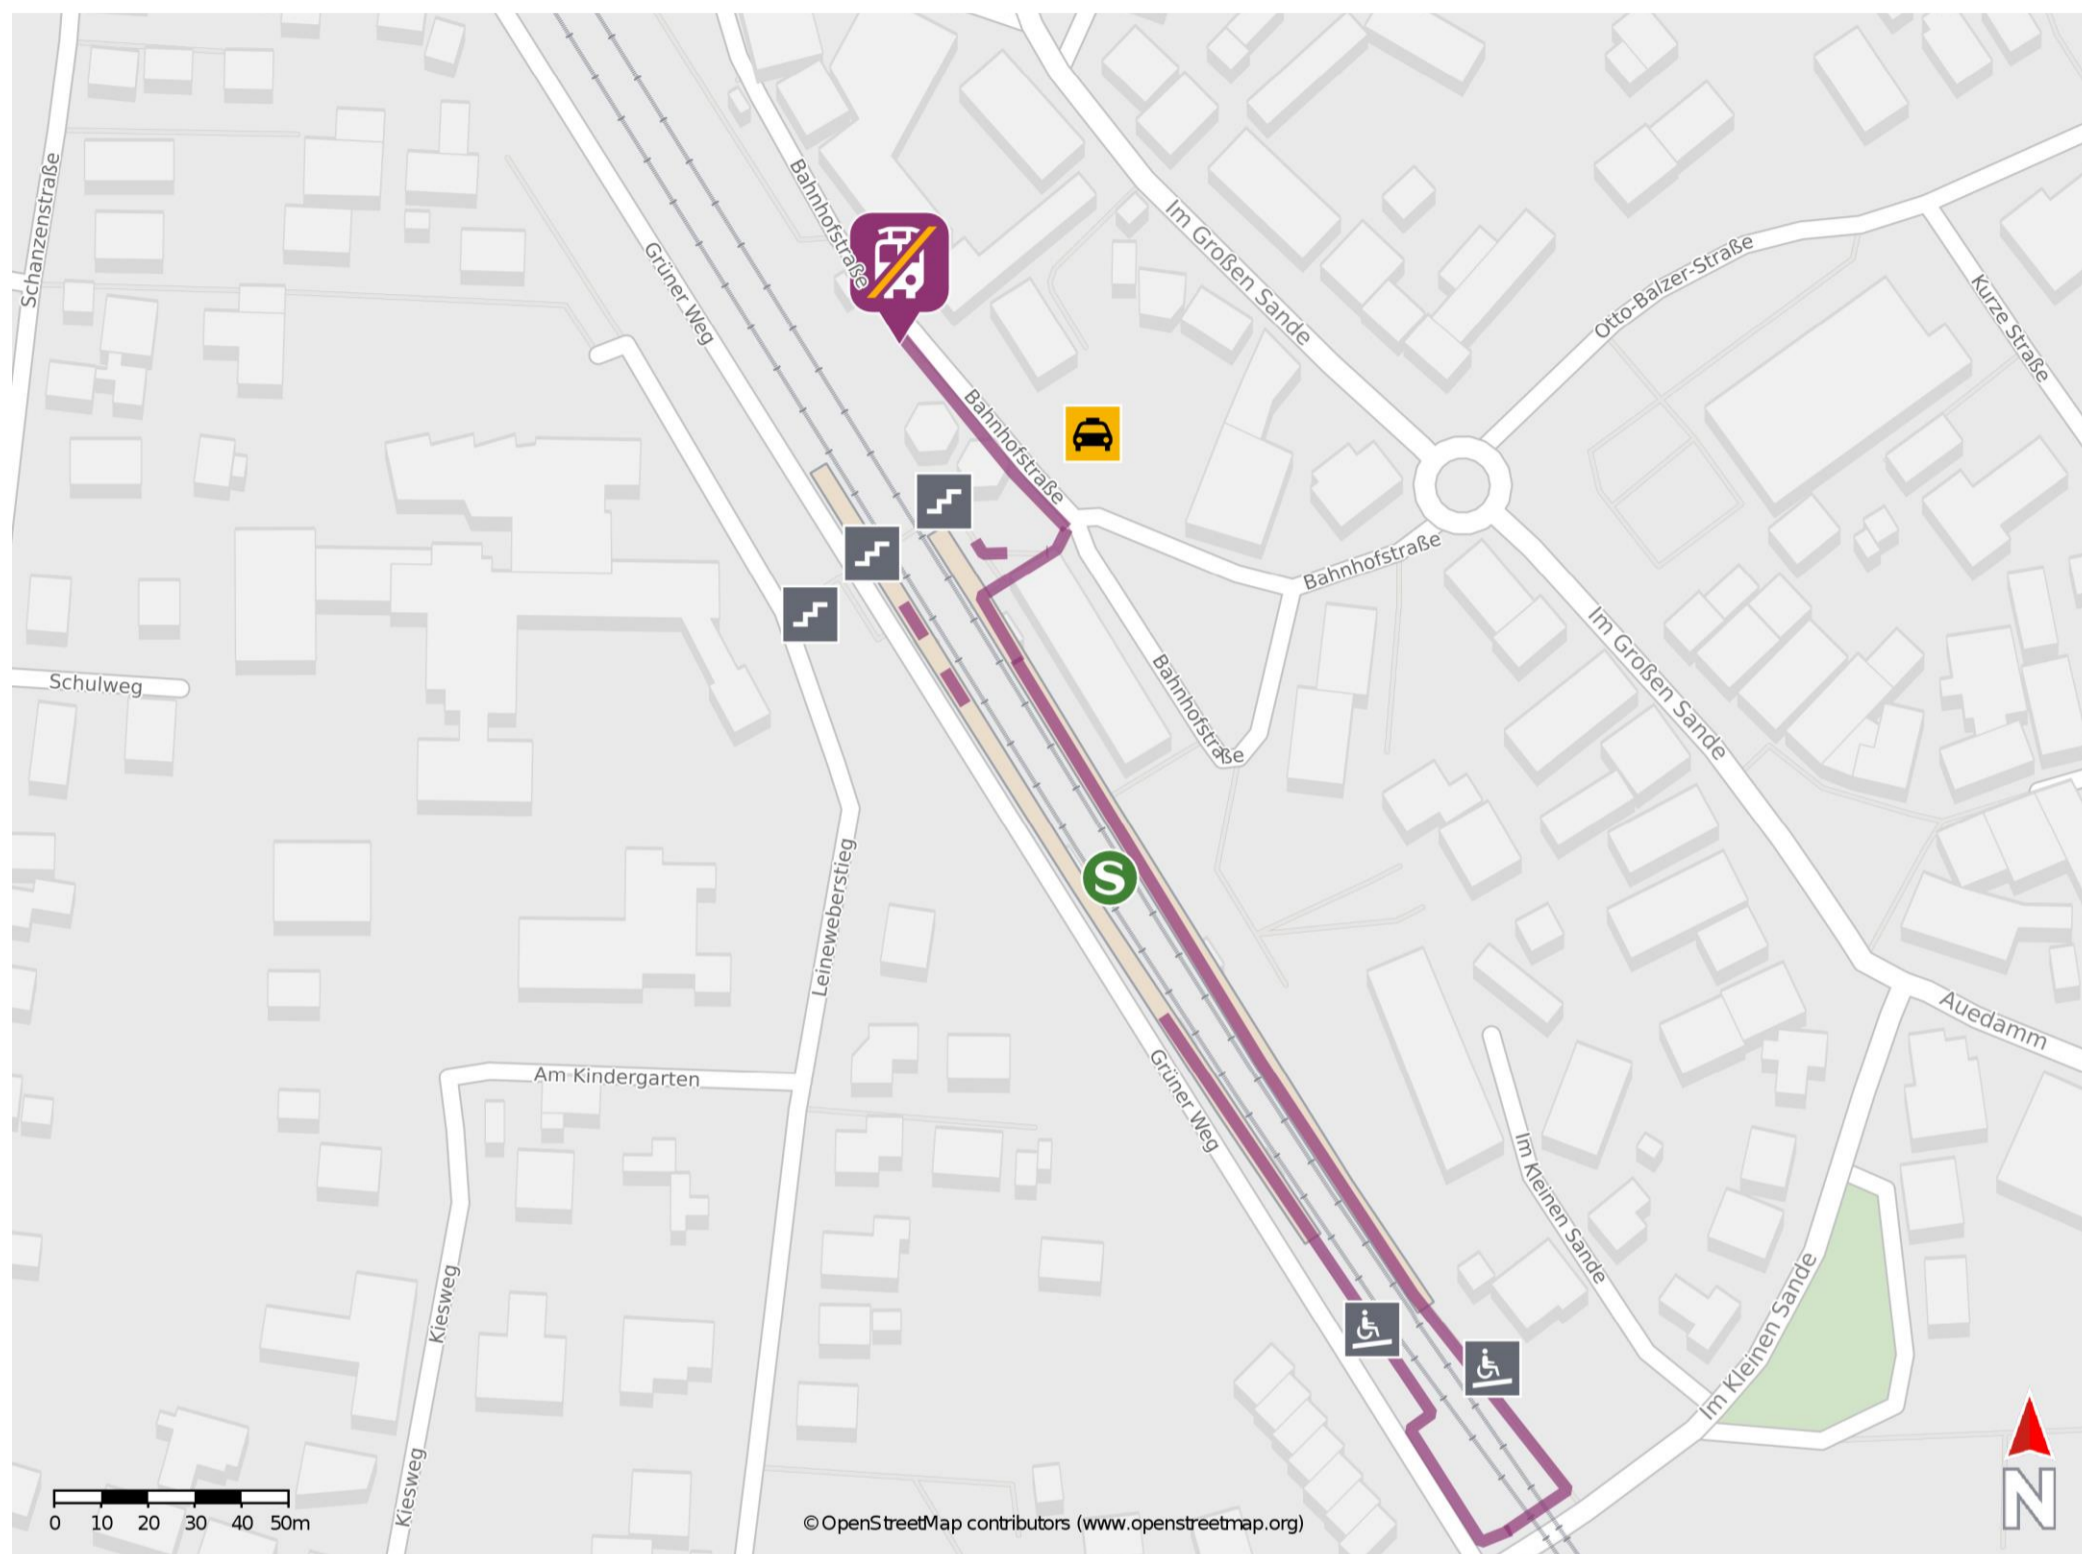 Bahnhofstraße
Schanzenstraße
Im Großen Sande
Grüner Weg
Otto-Balzer-Straße
Kurze Straße
Bahnhofstraße
Bahnhofstraße
Im Großen Sande
Schulweg
Bahnhofstraße
S
Leineweberstieg
Auedamm
Am Kindergarten
Grüner Weg
Im Kleinen Sande
Kiesweg
Im Kleinen Sande
Kiesweg
N
0 10 20 30 40 50m
©OpenStreetMap contributors (www.openstreetmap.org)